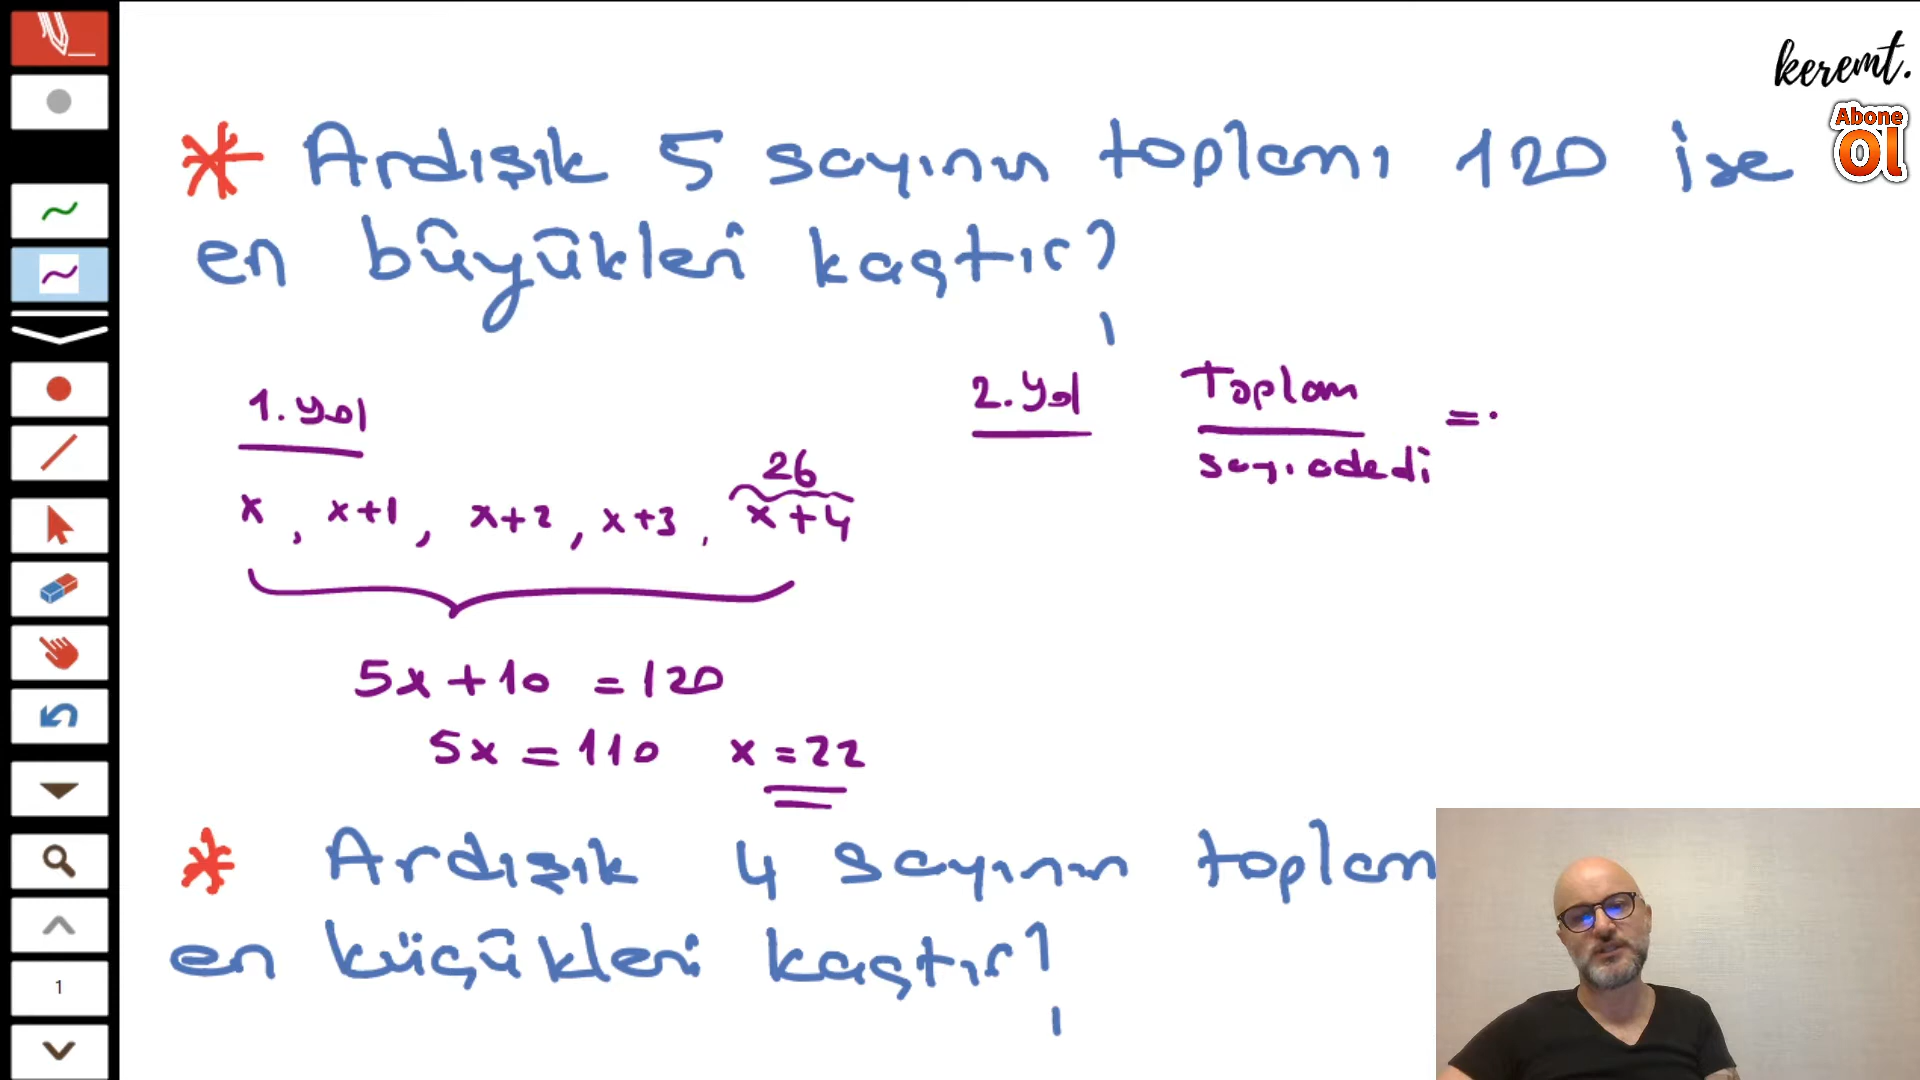 keremt.
Abone
Ol
* Ardışık 5 sayının toplamı 120 ise
en büyükleri kaçtır?
1. Yol
x, x+1, x+2, x+3, x+4
26
5x + 10 = 120
5x = 110 x = 22
2. Yol Toplam
sayı adedi = .
* Ardışık 4 sayının toplam
en küçükleri kaçtır?
1